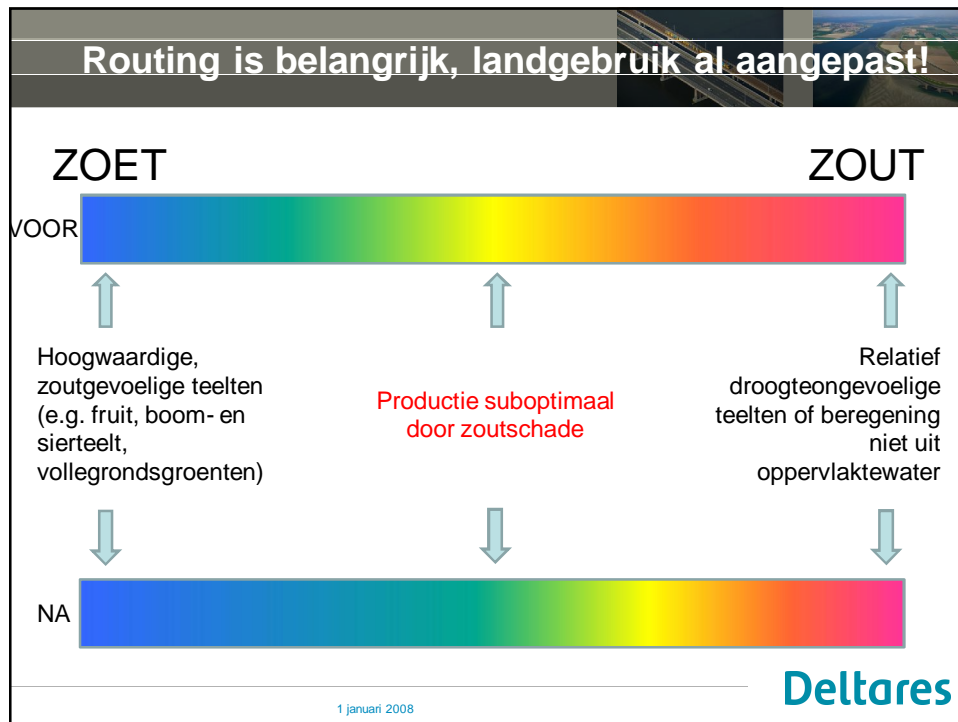 Routing is belangrijk, landgebruik al aangepast!
ZOET
ZOUT
VOOR
Hoogwaardige,
zoutgevoelige teelten
(e.g. fruit, boom- en
sierteelt,
vollegrondsgroenten)
Productie suboptimaal
door zoutschade
Relatief
droogteongevoelige
teelten of beregening
niet uit
oppervlaktewater
NA
1 januari 2008
Deltares